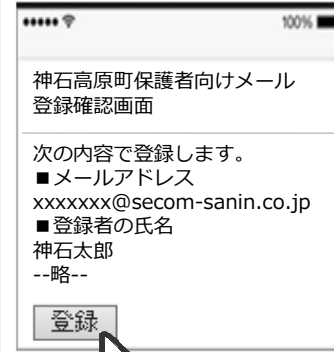 100%
神石高原町保護者向けメール
登録確認画面
次の内容で登録します。
■メールアドレス
xxxxxxx@secom-sanin.co.jp
■登録者の氏名
神石太郎
--略--
登録